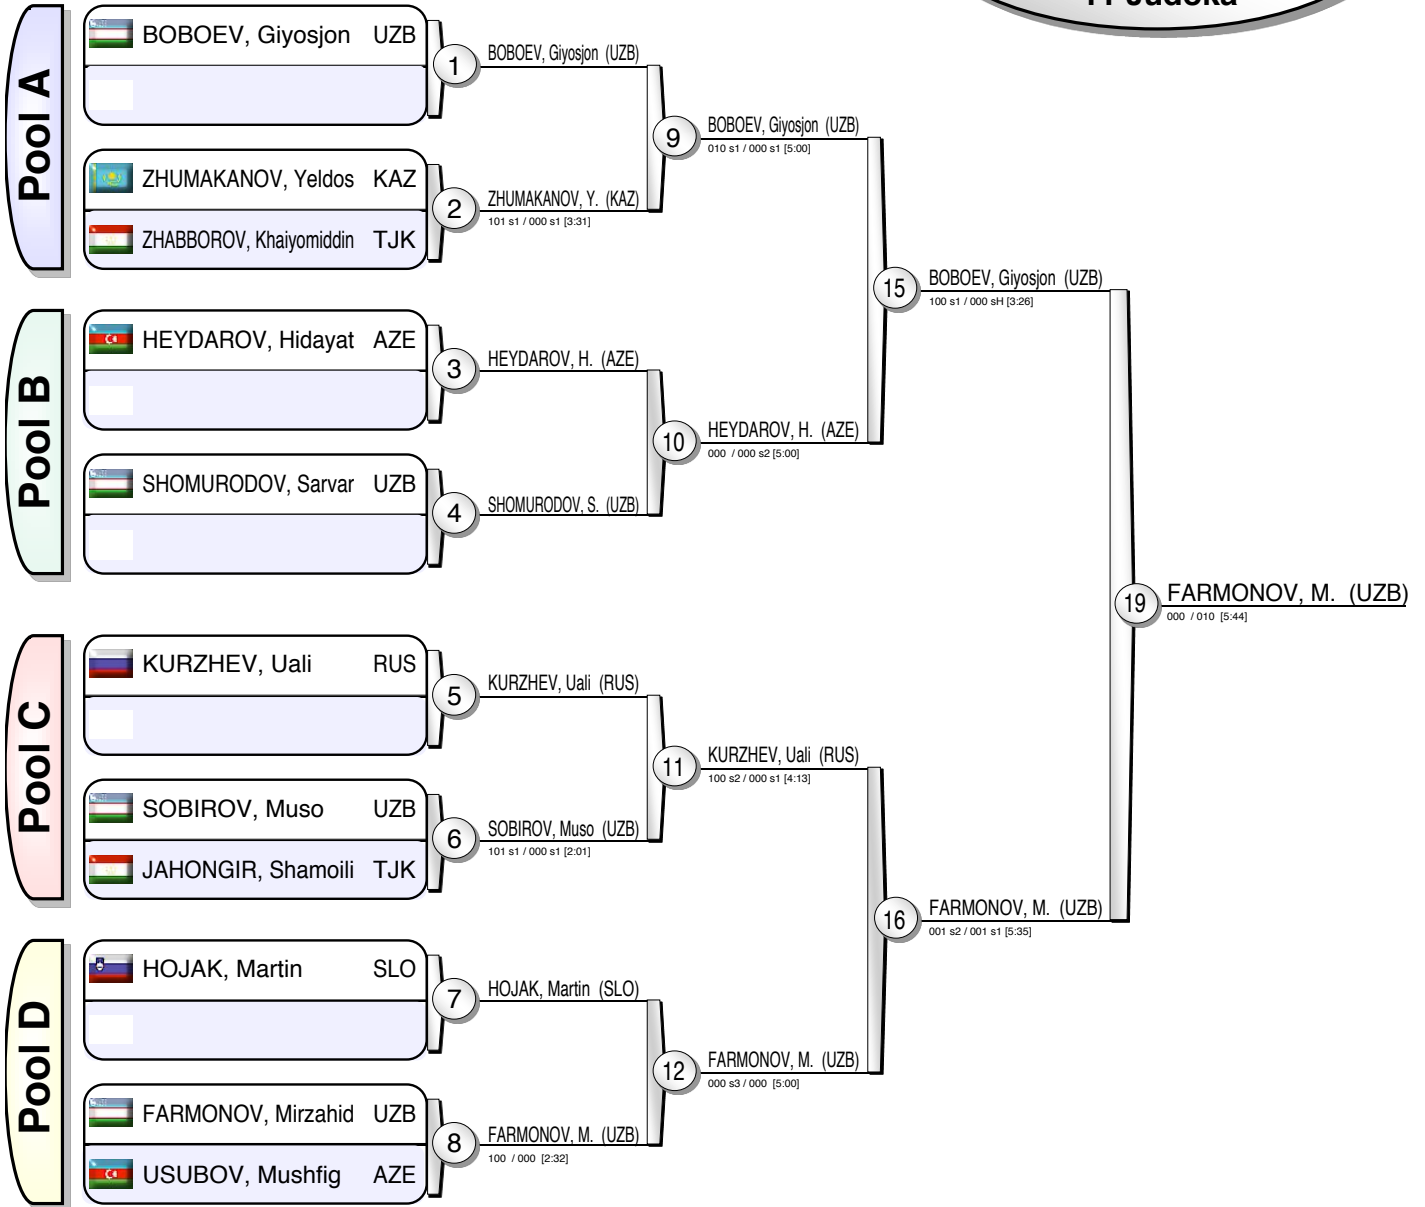 11 Judoka
Pool A
BOBOEV, Giyosjon UZB
ZHUMAKANOV, Yeldos KAZ
ZHABBOROV, Khaiyomiddin TJK
Pool B
HEYDAROV, Hidayat AZE
SHOMURODOV, Sarvar UZB
Pool C
KURZHEV, Uali RUS
SOBIROV, Muso UZB
JAHONGIR, Shamoili TJK
Pool D
HOJAK, Martin SLO
FARMONOV, Mirzahid UZB
USUBOV, Mushfig AZE
1
BOBOEV, Giyosjon (UZB)
2
ZHUMAKANOV, Y. (KAZ)
101 s1 / 000 s1 [3:31]
3
HEYDAROV, H. (AZE)
4
SHOMURODOV, S. (UZB)
5
KURZHEV, Uali (RUS)
6
SOBIROV, Muso (UZB)
101 s1 / 000 s1 [2:01]
7
HOJAK, Martin (SLO)
8
FARMONOV, M. (UZB)
100 / 000 [2:32]
9
BOBOEV, Giyosjon (UZB)
010 s1 / 000 s1 [5:00]
10
HEYDAROV, H. (AZE)
000 / 000 s2 [5:00]
11
KURZHEV, Uali (RUS)
100 s2 / 000 s1 [4:13]
12
FARMONOV, M. (UZB)
000 s3 / 000 [5:00]
15
BOBOEV, Giyosjon (UZB)
100 s1 / 000 sH [3:26]
16
FARMONOV, M. (UZB)
001 s2 / 001 s1 [5:35]
19
FARMONOV, M. (UZB)
000 / 010 [5:44]